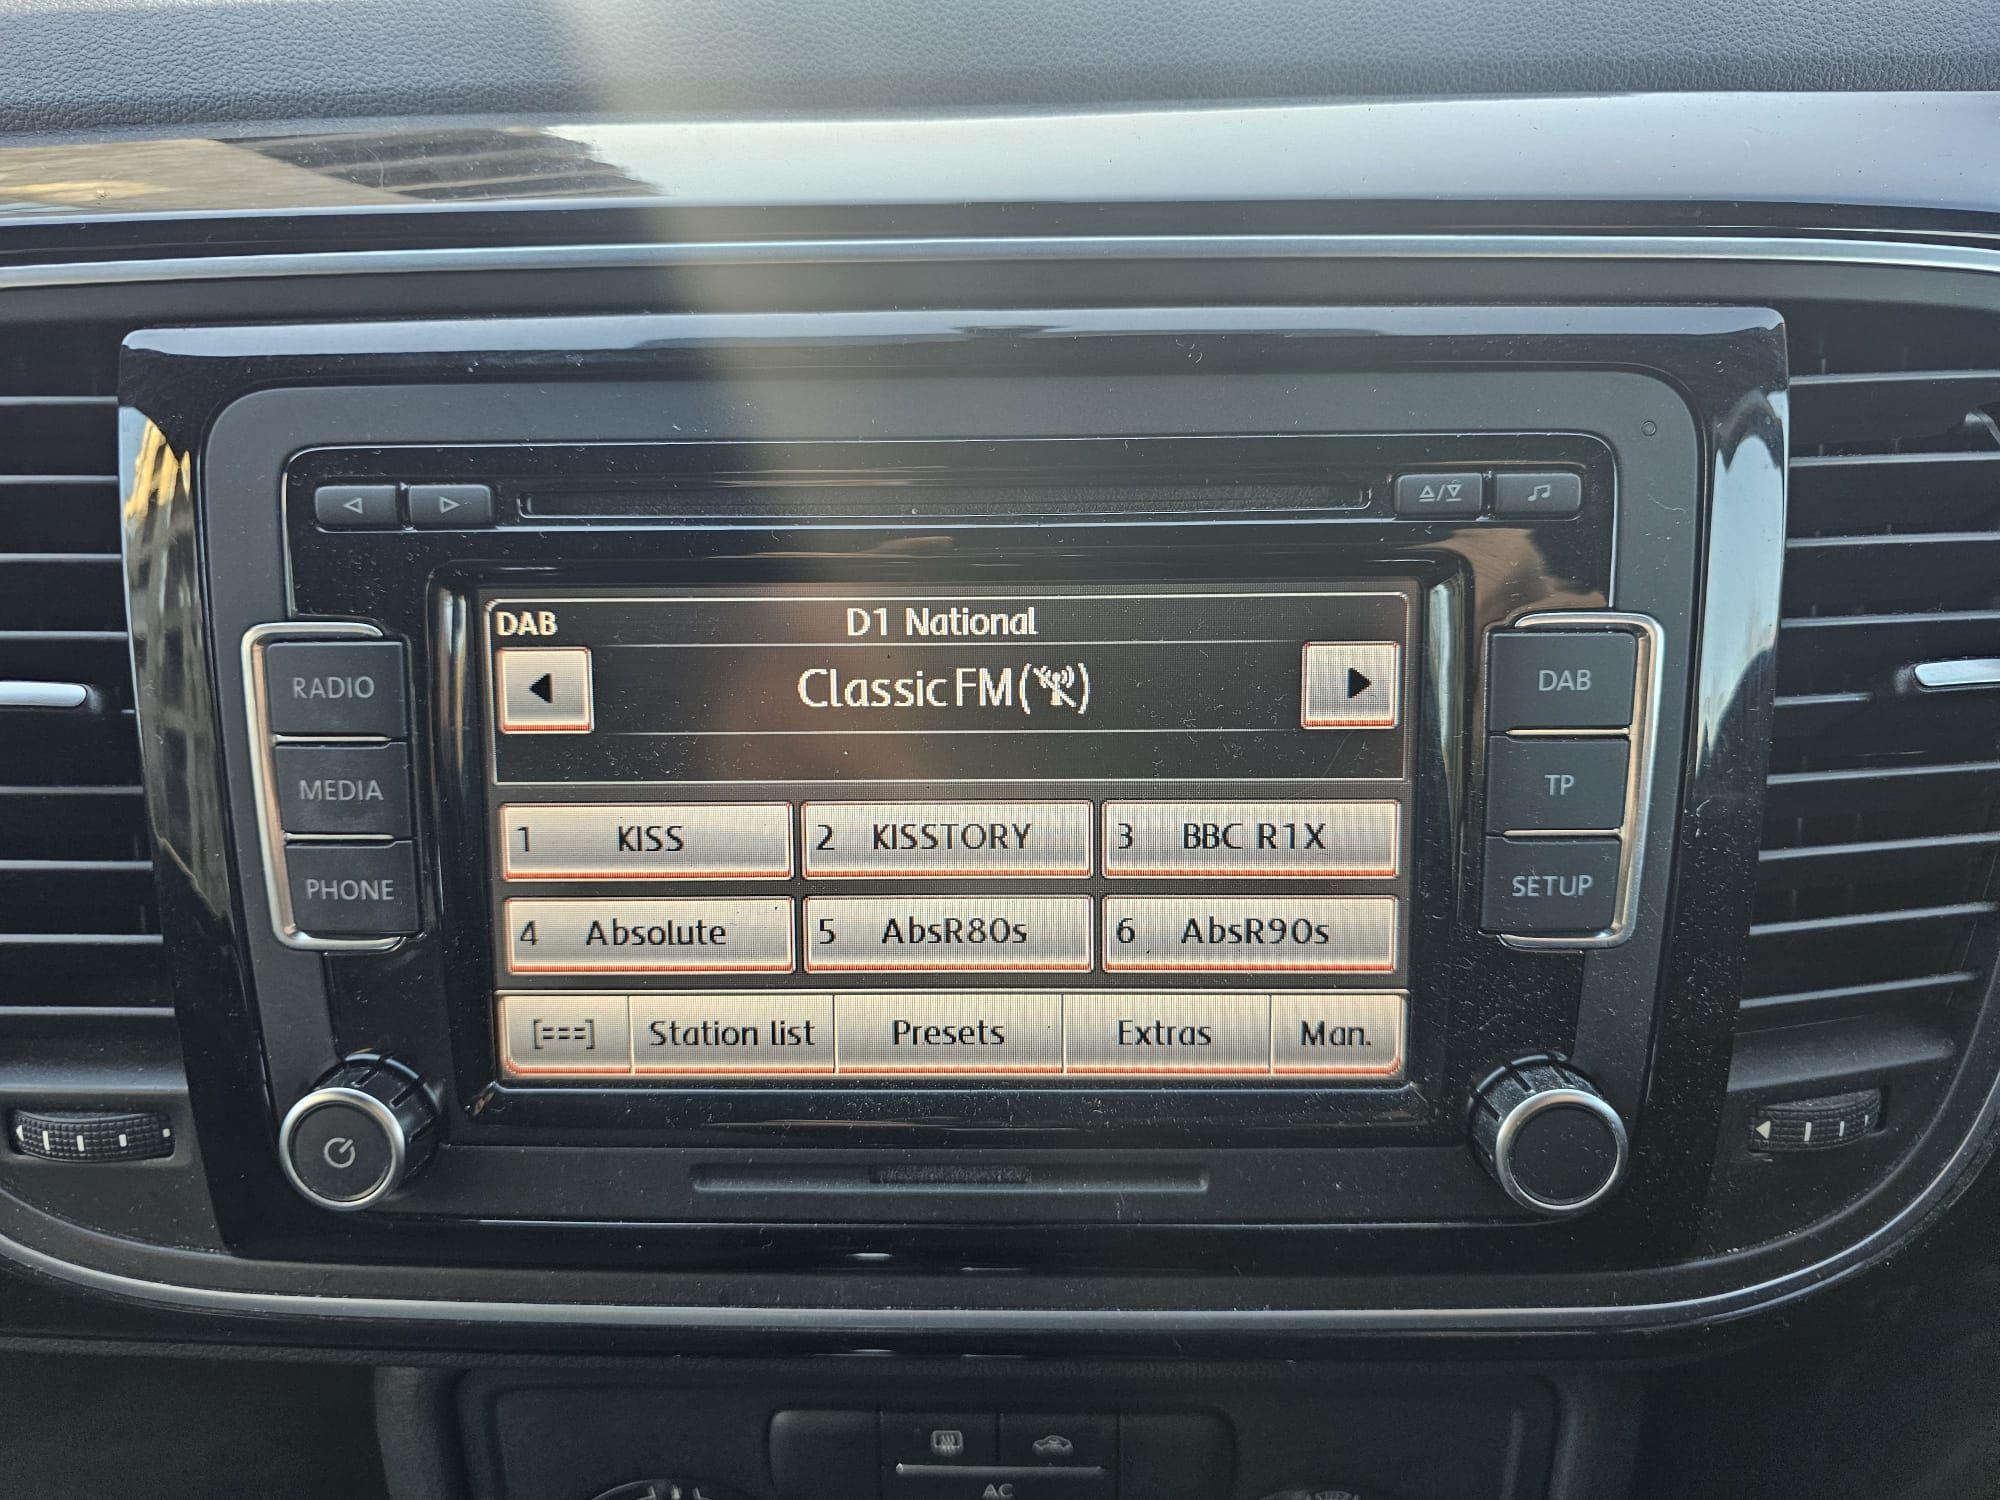 DAB D1 National
Classic FM
RADIO
MEDIA
PHONE
DAB
TP
SETUP
1 KISS 2 KISSTORY 3 BBC R1X
4 Absolute 5 AbsR80s 6 AbsR90s
[===] Station list Presets Extras Man.
AC